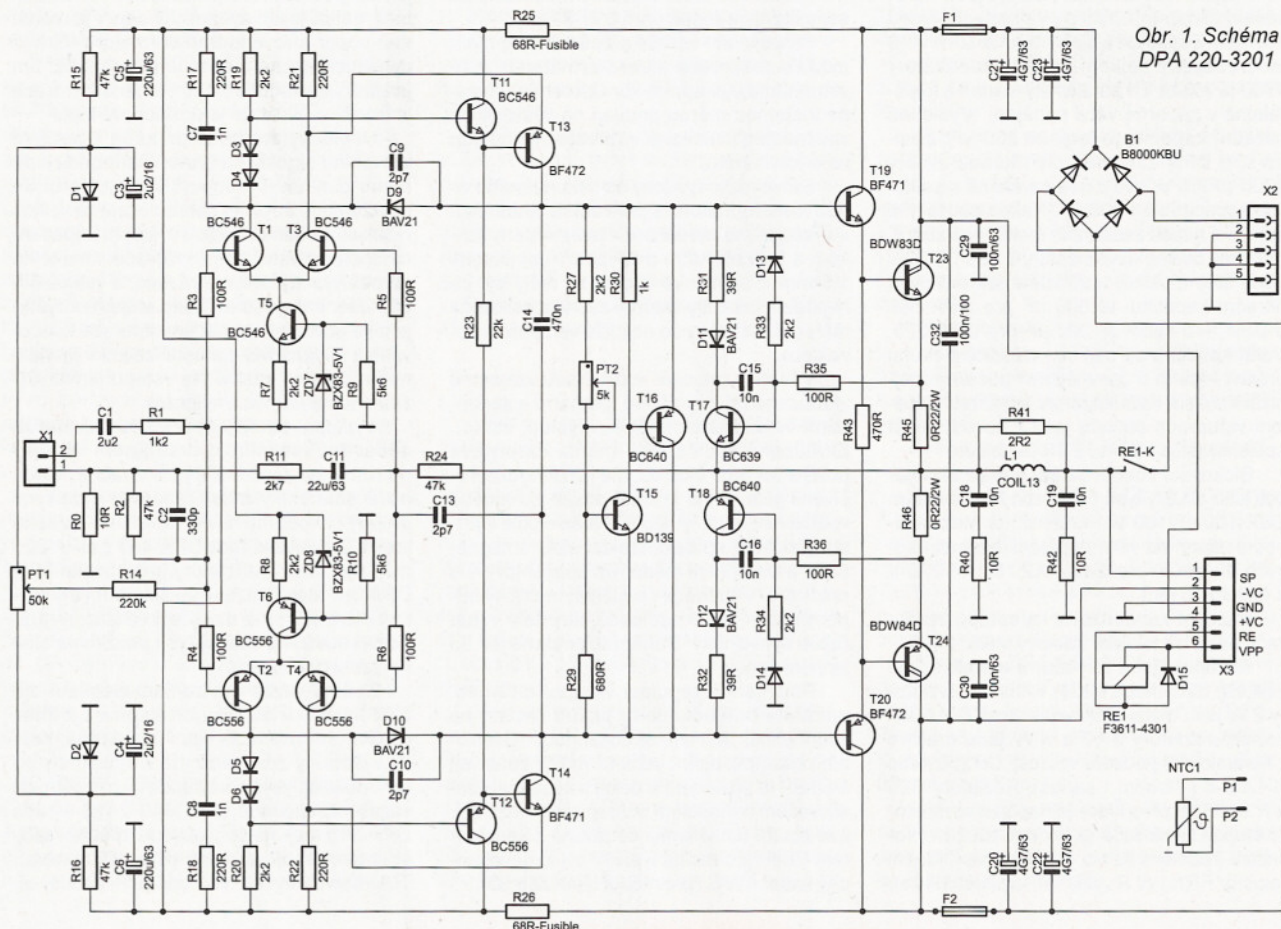 Obr. 1. Schéma
DPA 220-3201
R25
68R-Fusible
F1
R15
47k
C5
220u/63
R17
220R
R19
2k2
R21
220R
C21
4G7/63
C23
4G7/63
T11
BC546
T13
BF472
C7
1n
D3
D4
C9
2p7
D9
BAV21
D1
C3
2u2/16
B1
B8000KBU
X2
1
2
3
4
5
T19
BF471
BC546
T1
BC546
T3
R3
100R
R5
100R
T5
BC546
R7
2k2
ZD7
BZX83-5V1
R9
5k6
R23
22k
C14
470n
R27
2k2
R30
1k
R31
39R
D11
BAV21
D13
R33
2k2
BDW83D
T23
C29
100n/63
C32
100n/100
PT2
5k
T16
BC640
T17
BC639
C15
10n
R35
100R
R43
470R
R45
0R22/2W
R41
2R2
L1
COIL13
RE1-K
X1
2
1
C1
2u2
R1
1k2
R11
2k7
C11
22u/63
R24
47k
C13
2p7
R0
10R
R2
47k
C2
330p
PT1
50k
R14
220k
R8
2k2
ZD8
BZX83-5V1
R10
5k6
T6
BC556
R4
100R
R6
100R
T2
BC556
T4
BC556
T15
BD139
T18
BC640
C16
10n
R36
100R
R46
0R22/2W
C18
10n
C19
10n
R40
10R
R42
10R
R29
680R
D12
BAV21
R32
39R
R34
2k2
D14
BDW84D
T24
C30
100n/63
T20
BF472
1
2
3
4
5
6
SP
-VC
GND
+VC
RE
VPP
X3
D15
RE1
F3611-4301
D2
C4
2u2/16
D10
BAV21
C10
2p7
D5
D6
C8
1n
T14
BF471
T12
BC556
NTC1
P1
P2
R16
47k
C6
220u/63
R18
220R
R20
2k2
R22
220R
C20
4G7/63
C22
4G7/63
R26
68R-Fusible
F2